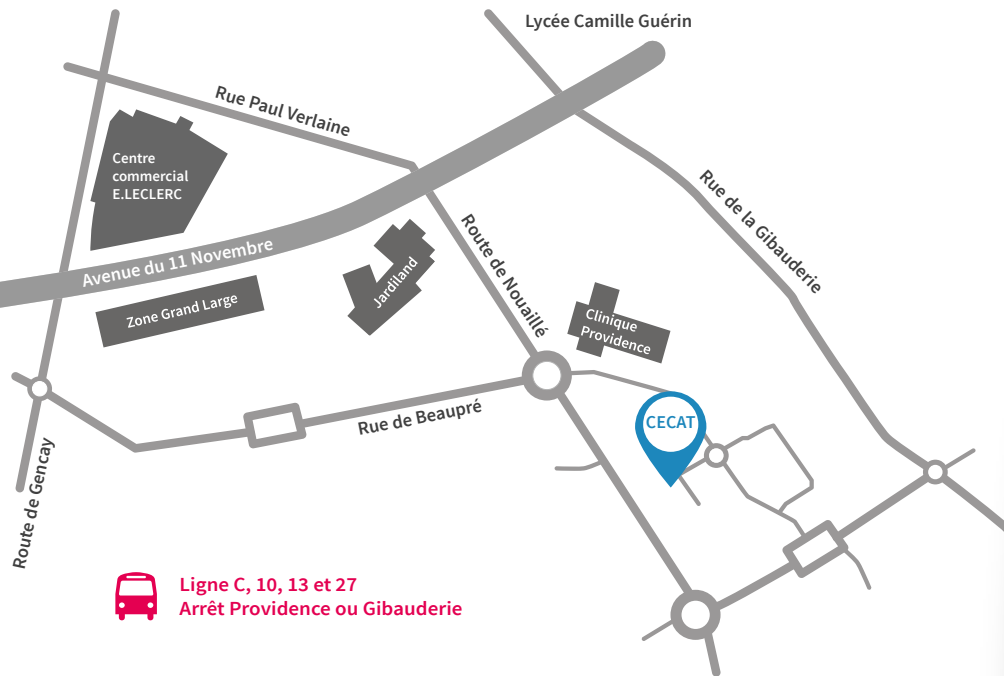 Lycée Camille Guérin
Rue Paul Verlaine
Centre
commercial
E.LECLERC
Rue de la Gibauderie
Avenue du 11 Novembre
Route de Nouaillé
Jardiland
Zone Grand Large
Clinique
Providence
Rue de Beaupré
CECAT
Route de Gencay
Ligne C, 10, 13 et 27
Arrêt Providence ou Gibauderie